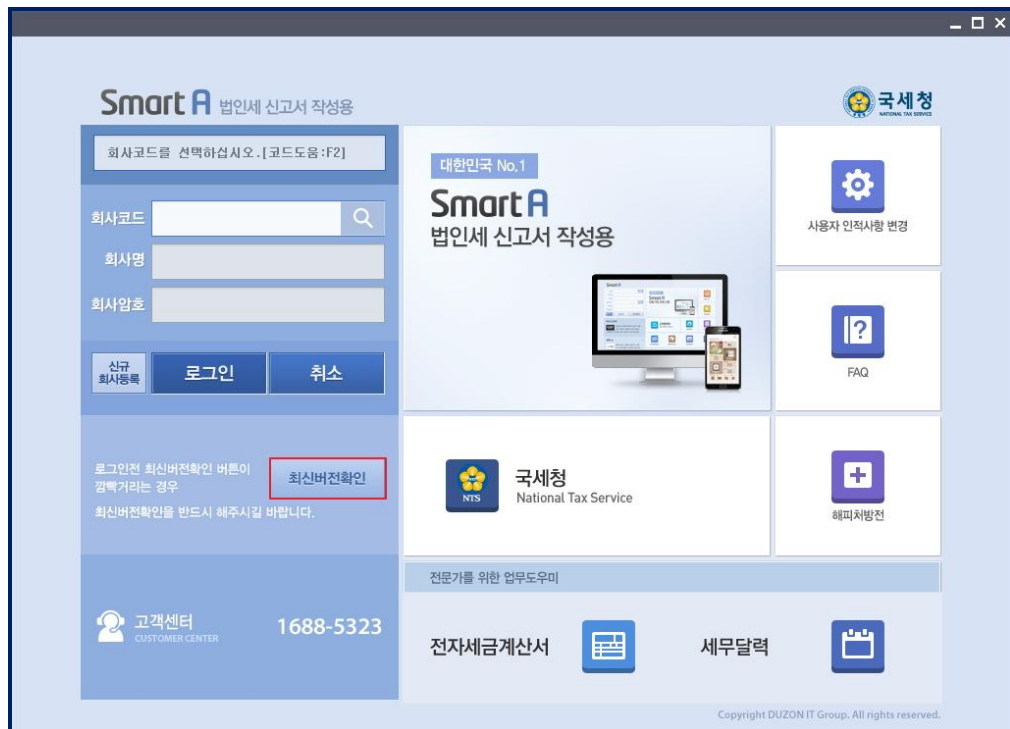 Smart A 법인세 신고서 작성용
국세청
NATIONAL TAX SERVICE
회사코드를 선택하십시오.[코드도움:F2]
회사코드
회사명
회사암호
신규
회사등록
로그인
취소
로그인전 최신버전확인 버튼이
깜빡거리는 경우
최신버전확인
최신버전확인을 반드시 해주시길 바랍니다.
고객센터
CUSTOMER CENTER
1688-5323
대한민국 No.1
Smart A
법인세 신고서 작성용
사용자 인적사항 변경
FAQ
NTS
국세청
National Tax Service
해피처방전
전문가를 위한 업무도우미
전자세금계산서
세무달력
Copyright DUZON IT Group. All rights reserved.